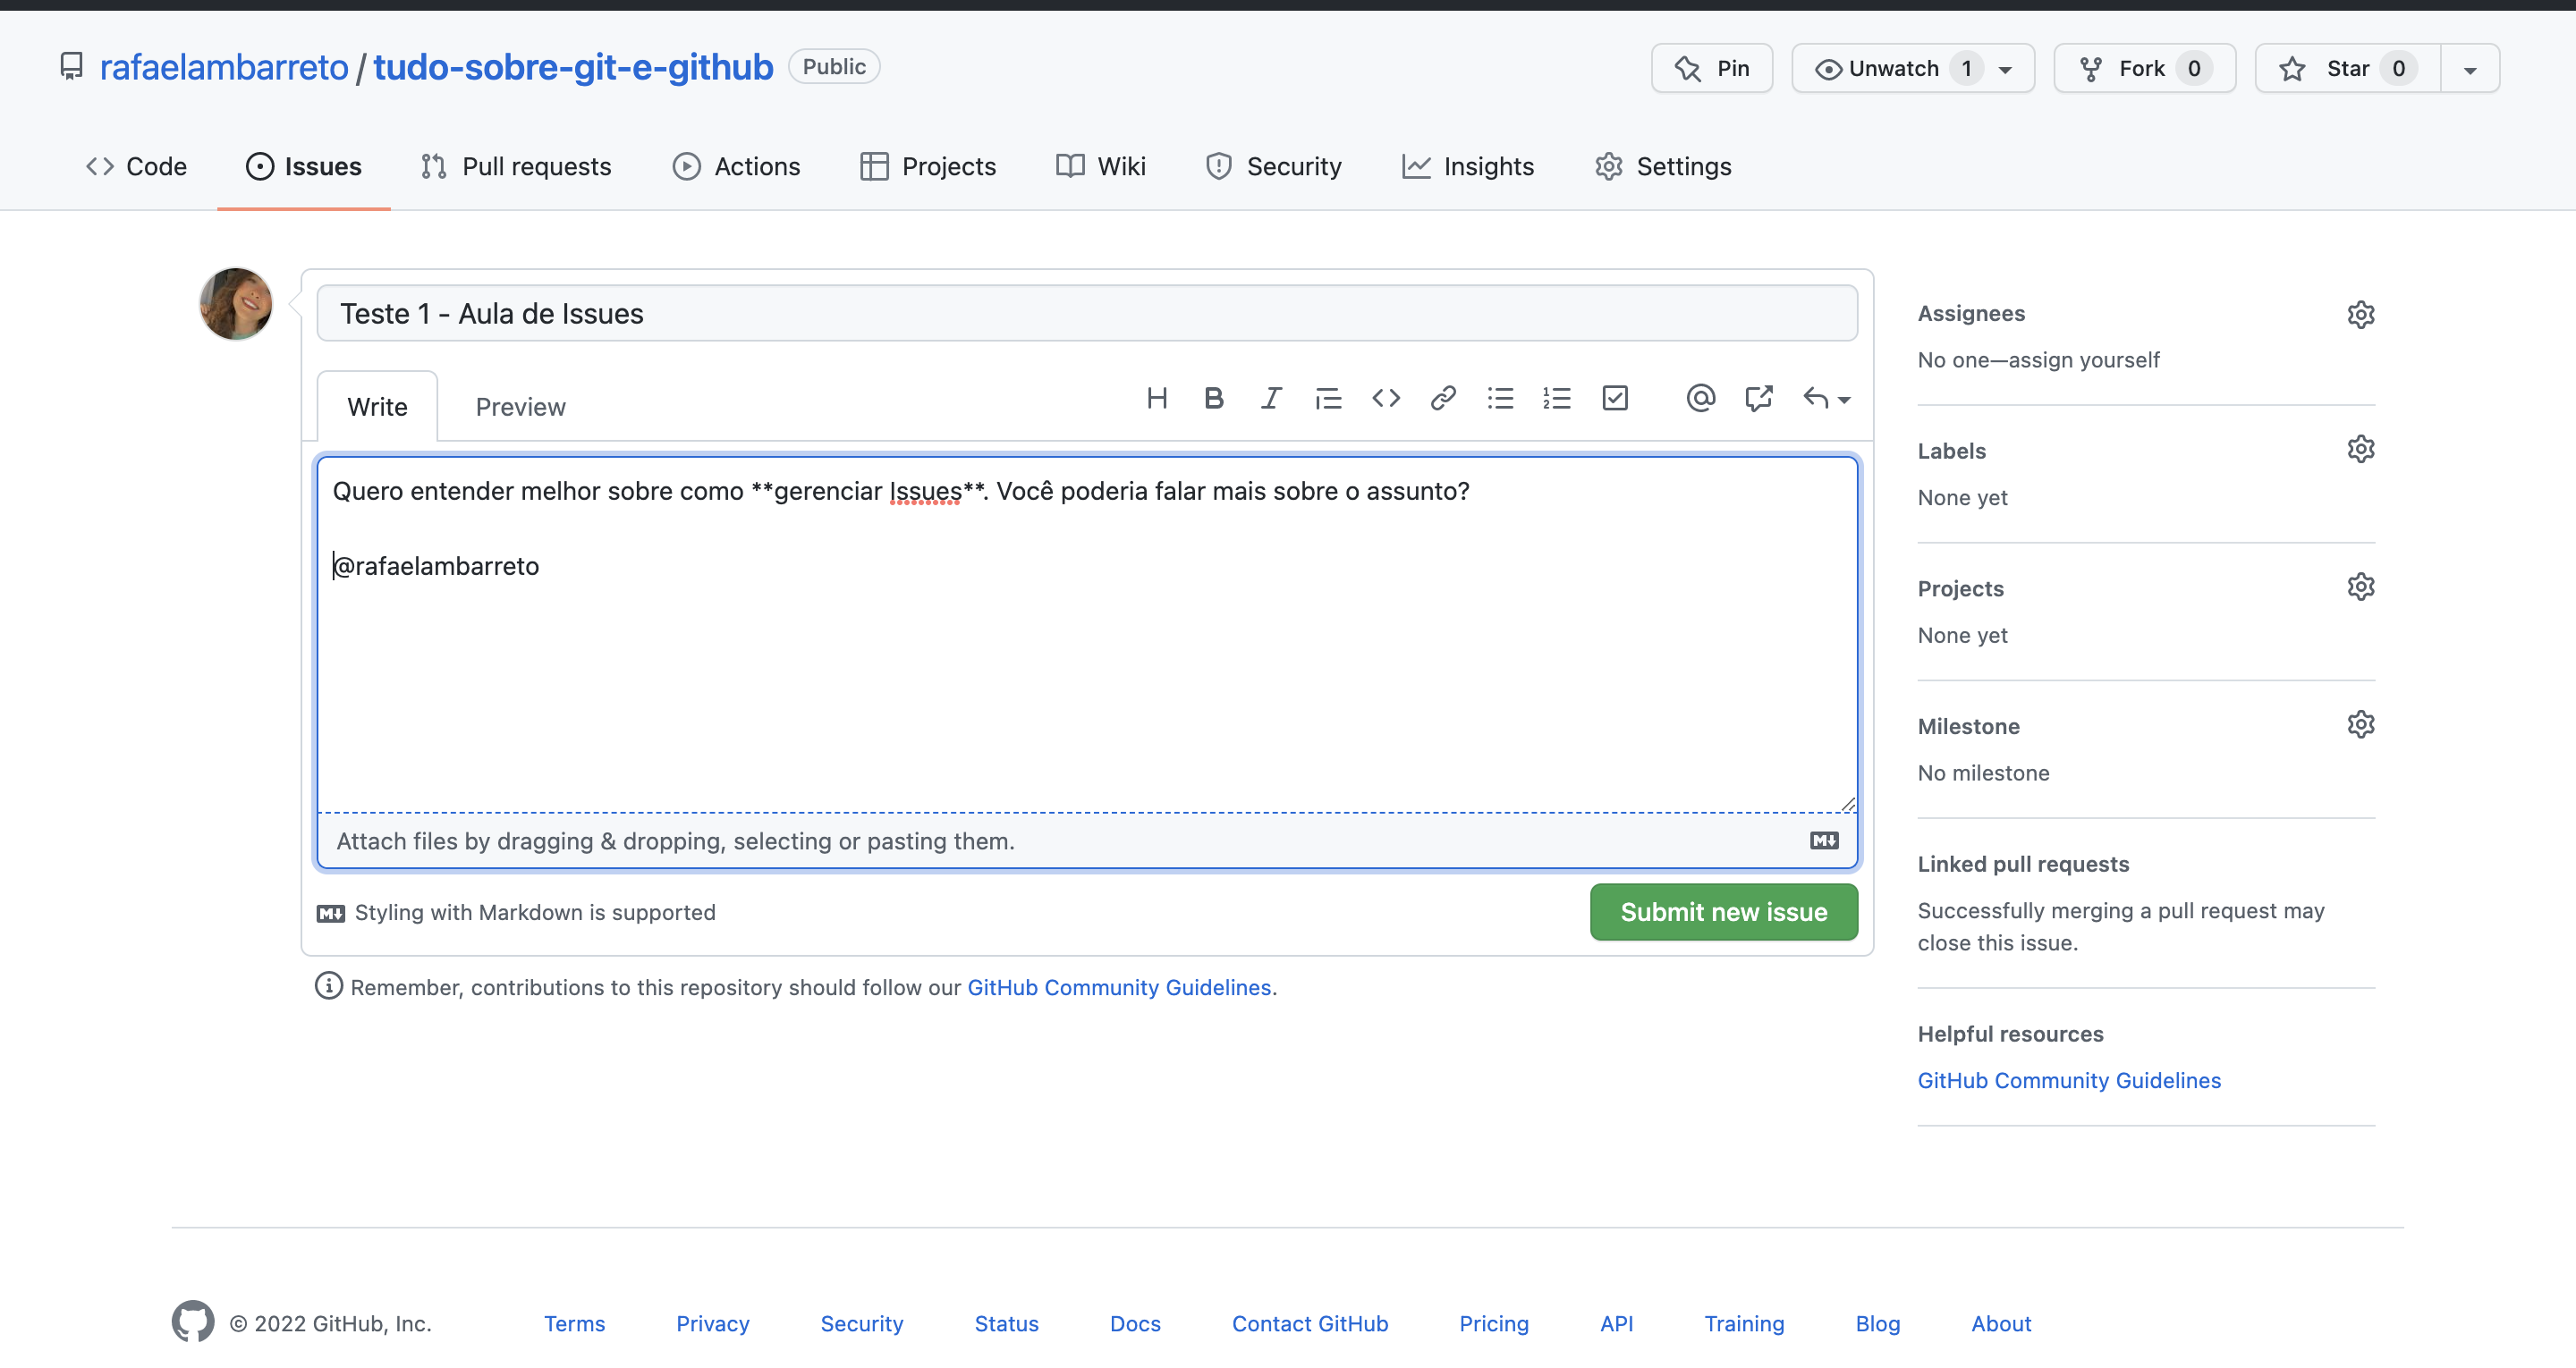 rafaelambarreto / tudo-sobre-git-e-github Public
Pin Unwatch 1 Fork 0 Star 0
Code Issues Pull requests Actions Projects Wiki Security Insights Settings
Teste 1 - Aula de Issues
Write Preview
Quero entender melhor sobre como **gerenciar Issues**. Você poderia falar mais sobre o assunto?
@rafaelambarreto
Attach files by dragging & dropping, selecting or pasting them.
Styling with Markdown is supported
Submit new issue
Remember, contributions to this repository should follow our GitHub Community Guidelines.
Assignees
No one—assign yourself
Labels
None yet
Projects
None yet
Milestone
No milestone
Linked pull requests
Successfully merging a pull request may
close this issue.
Helpful resources
GitHub Community Guidelines
© 2022 GitHub, Inc. Terms Privacy Security Status Docs Contact GitHub Pricing API Training Blog About